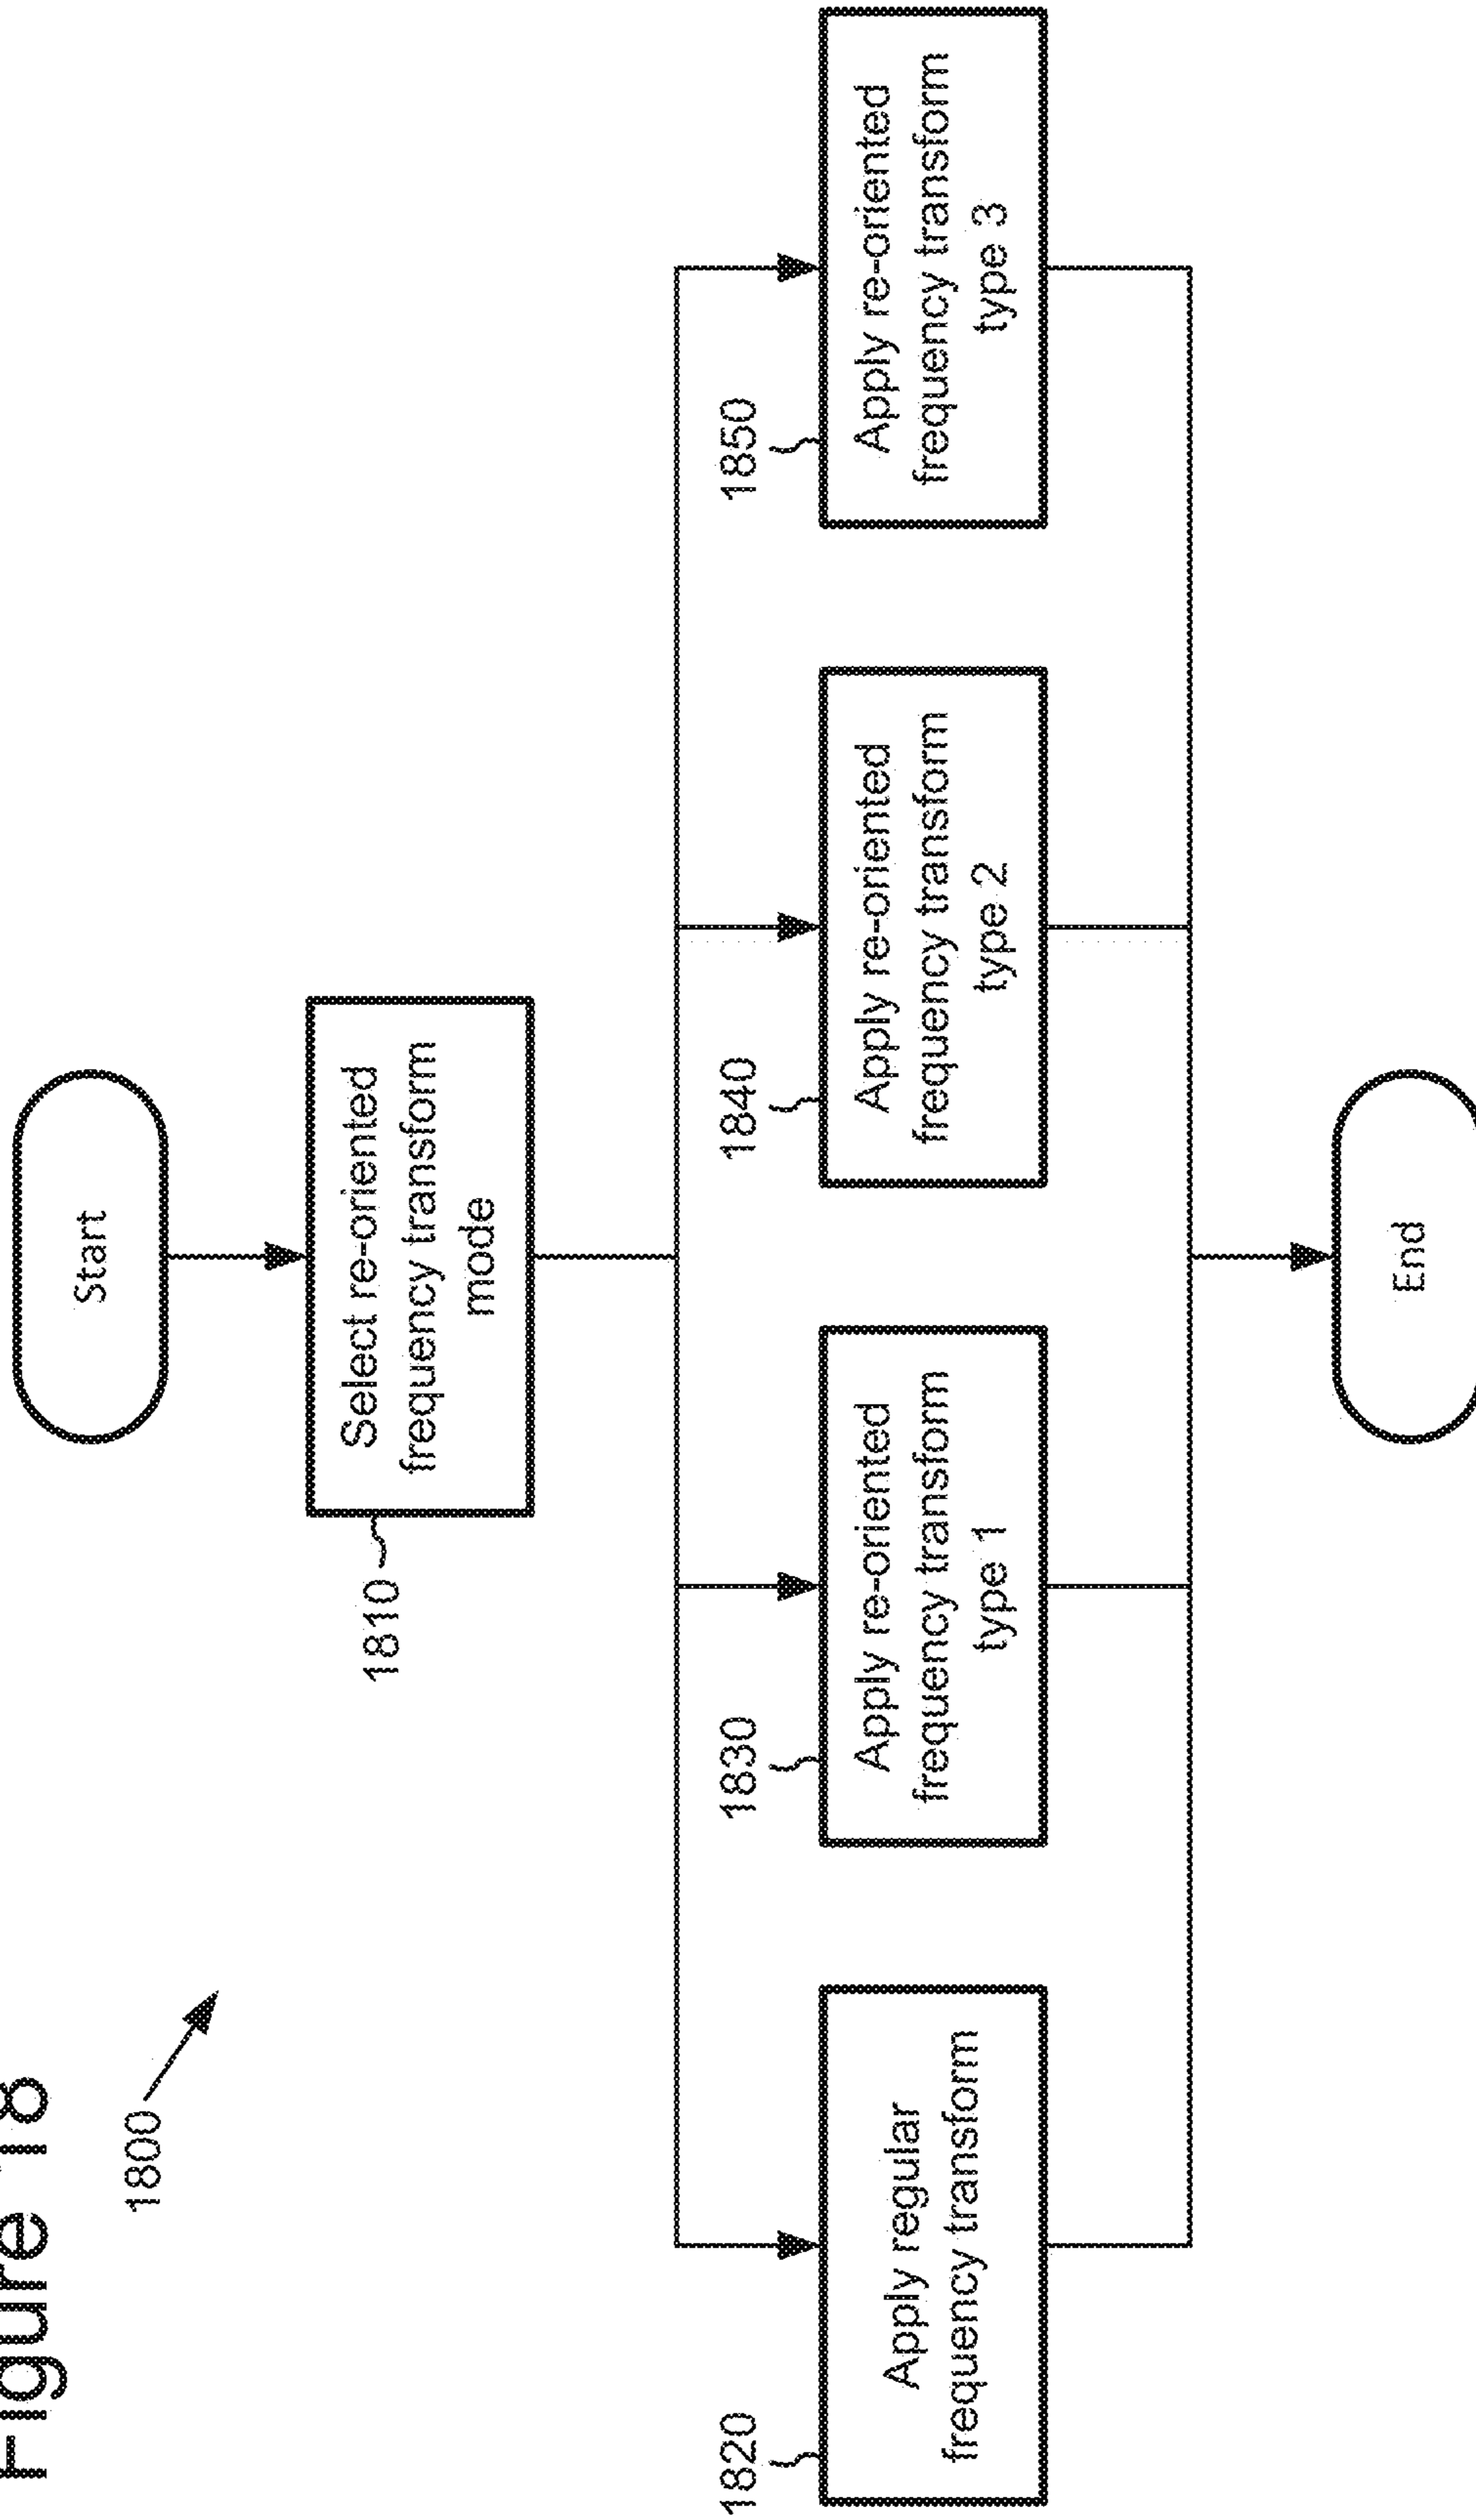 Figure 18
1800
Start
1810
Select re-oriented
frequency transform
mode
1820
Apply regular
frequency transform
1830
Apply re-oriented
frequency transform
type 1
1840
Apply re-oriented
frequency transform
type 2
1850
Apply re-oriented
frequency transform
type 3
End